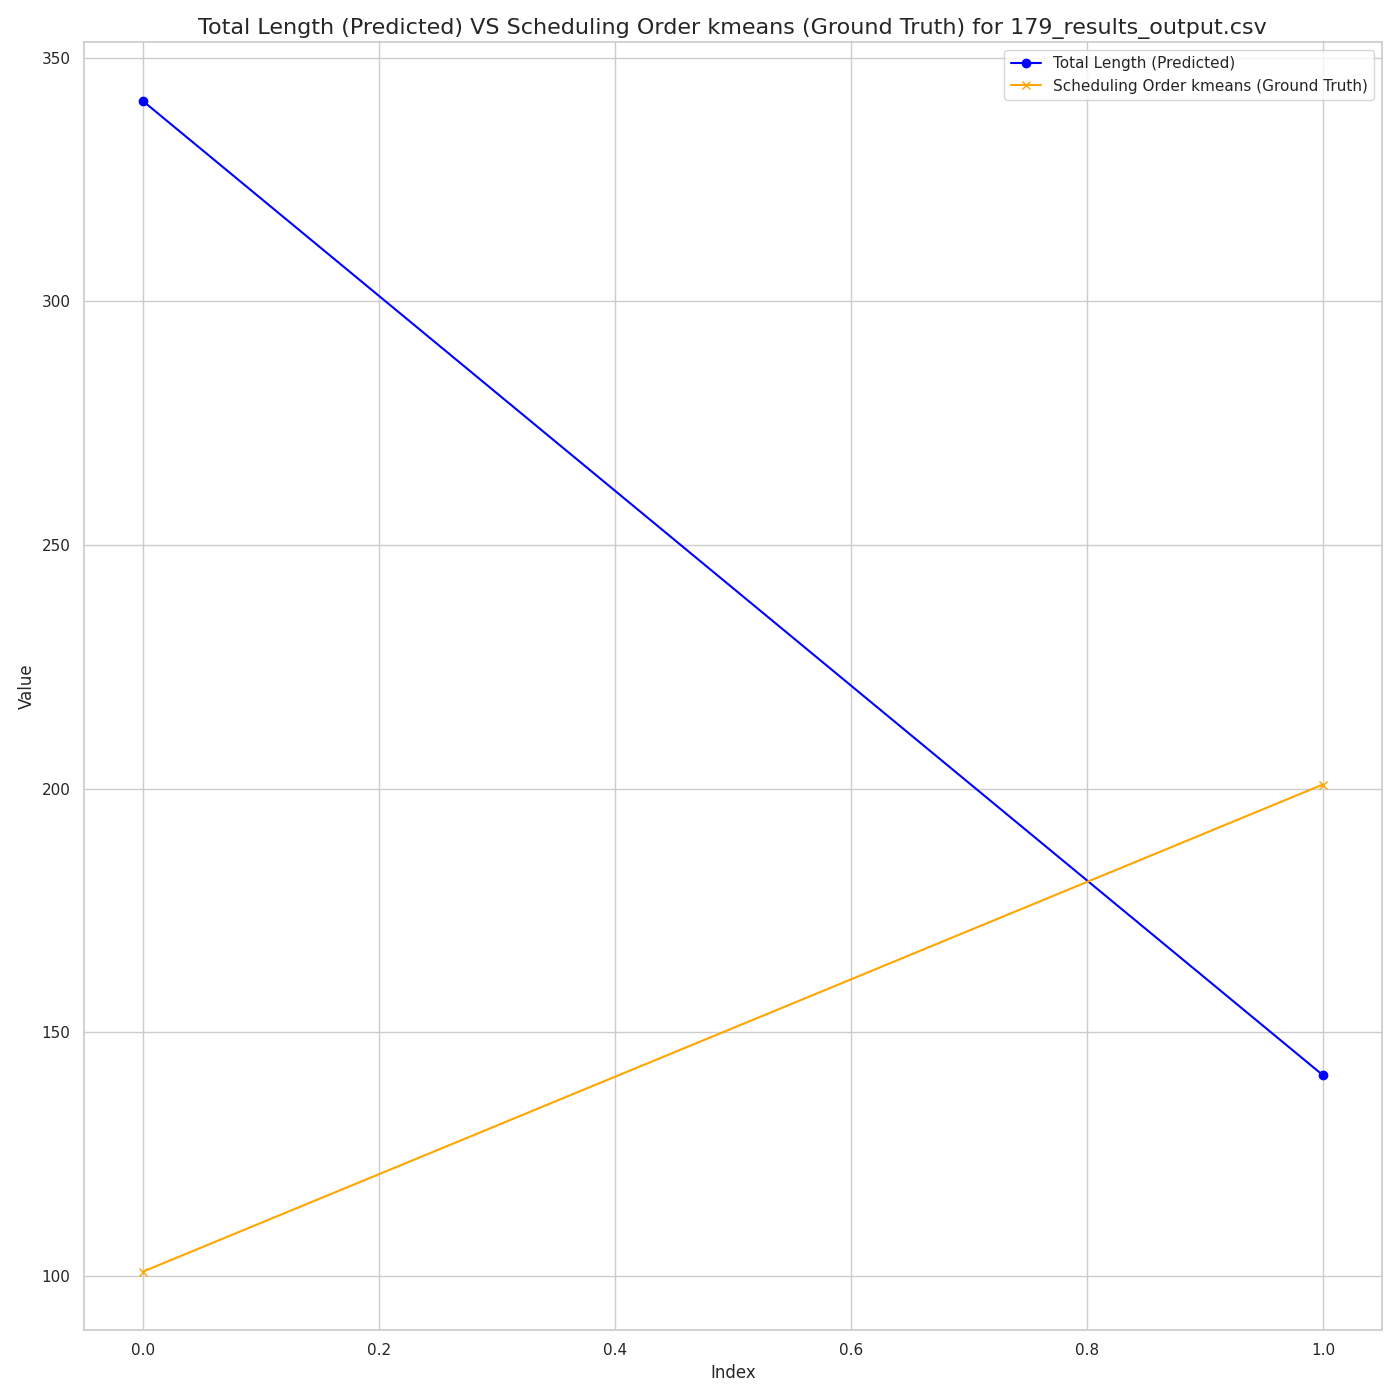 Total Length (Predicted) VS Scheduling Order kmeans (Ground Truth) for 179_results_output.csv
Total Length (Predicted)
Scheduling Order kmeans (Ground Truth)
350
300
250
200
150
100
Value
0.0 0.2 0.4 0.6 0.8 1.0
Index